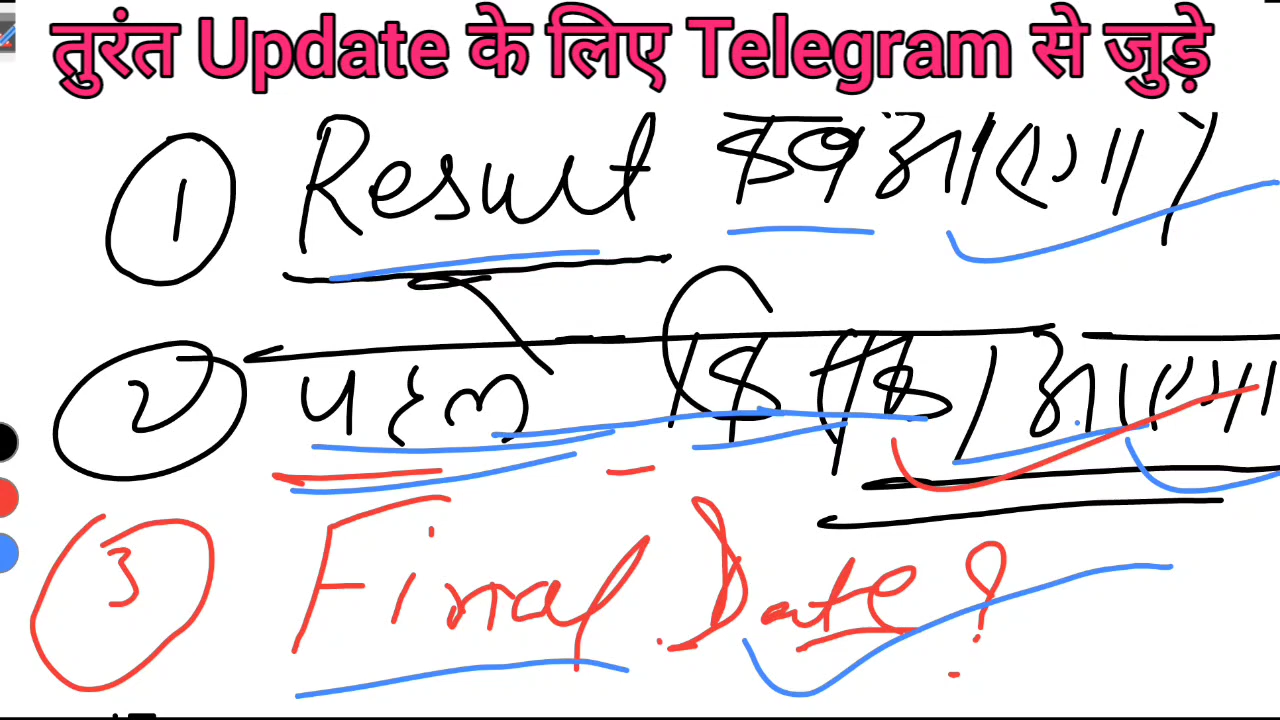 तुरंत Update के लिए Telegram से जुड़े
1 Result कब आएगा ?
2 पहले किसका आएगा
3 Final Date ?